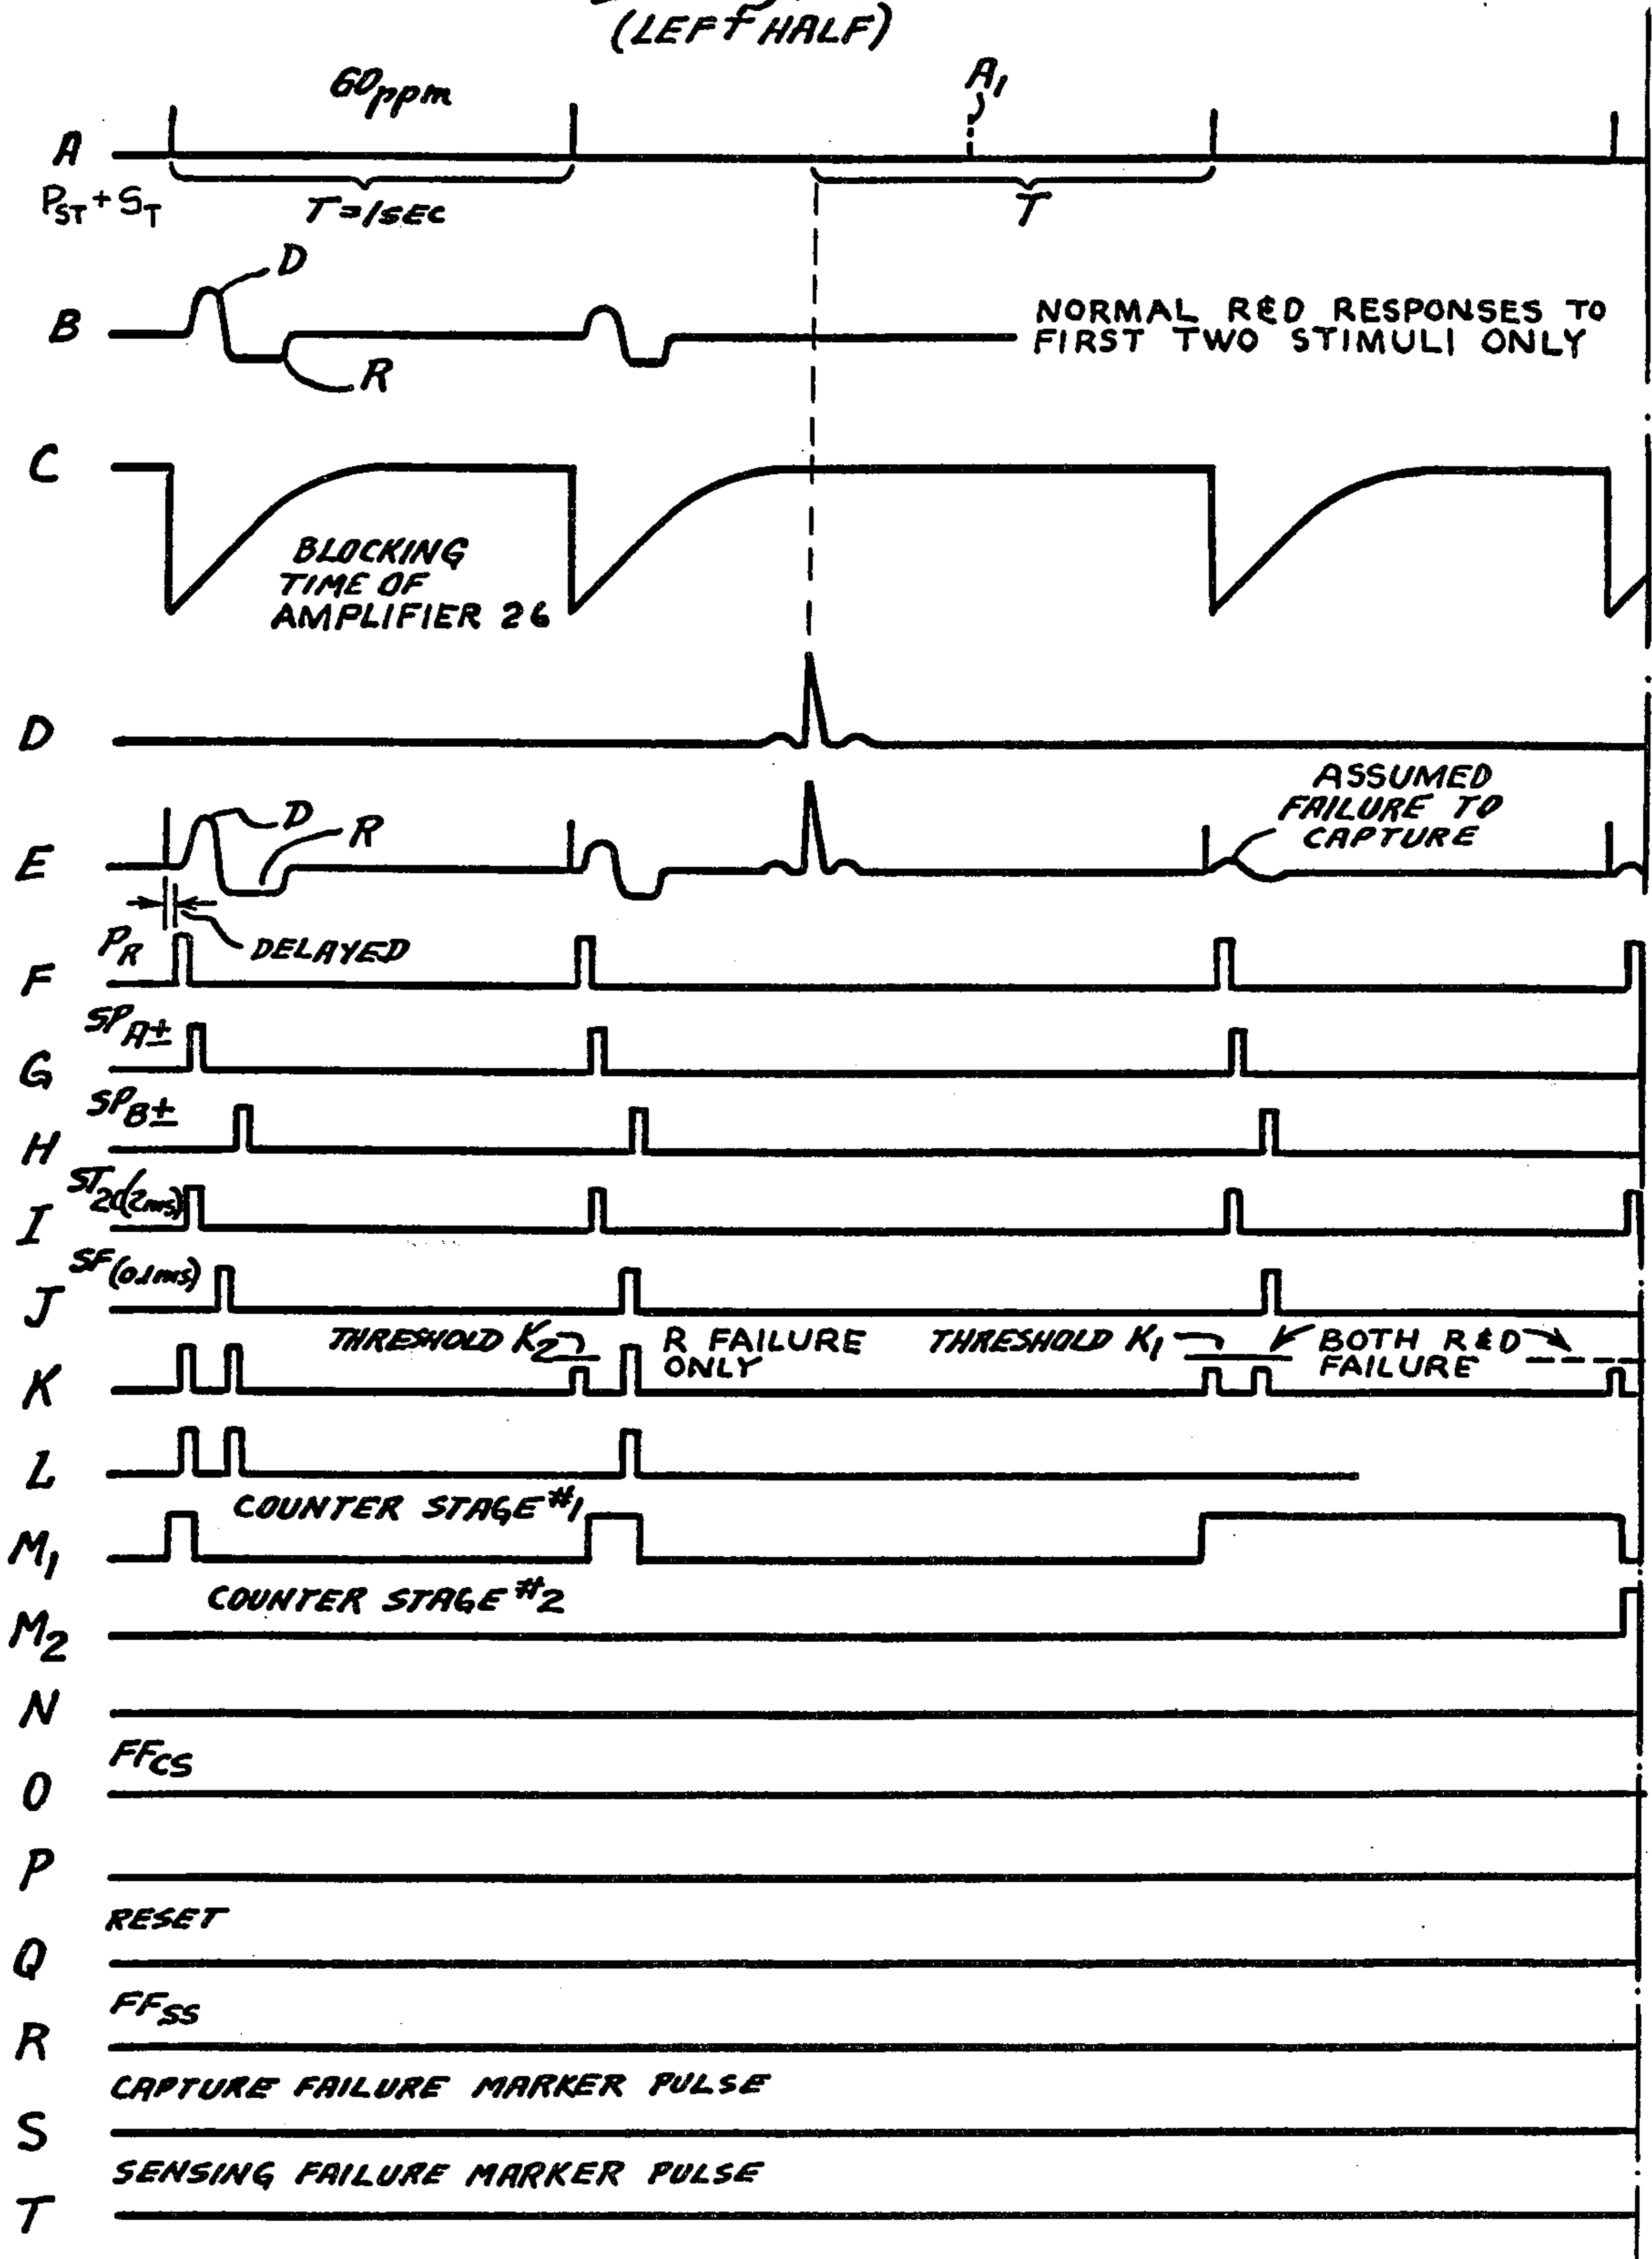 (LEFT HALF)
60ppm
A1
A
PST+ST
T=1SEC
T
D
B
R
NORMAL R&D RESPONSES TO
FIRST TWO STIMULI ONLY
C
BLOCKING
TIME OF
AMPLIFIER 26
D
ASSUMED
FAILURE TO
CAPTURE
D
R
E
PR
DELAYED
F
SPA±
G
SPB±
H
ST2d(2ms)
I
SF(0.1ms)
J
THRESHOLD K2
R FAILURE
ONLY
THRESHOLD K1
BOTH R&D
FAILURE
K
L
COUNTER STAGE #1
M1
COUNTER STAGE #2
M2
N
FFCS
O
P
RESET
Q
FFSS
R
CAPTURE FAILURE MARKER PULSE
S
SENSING FAILURE MARKER PULSE
T